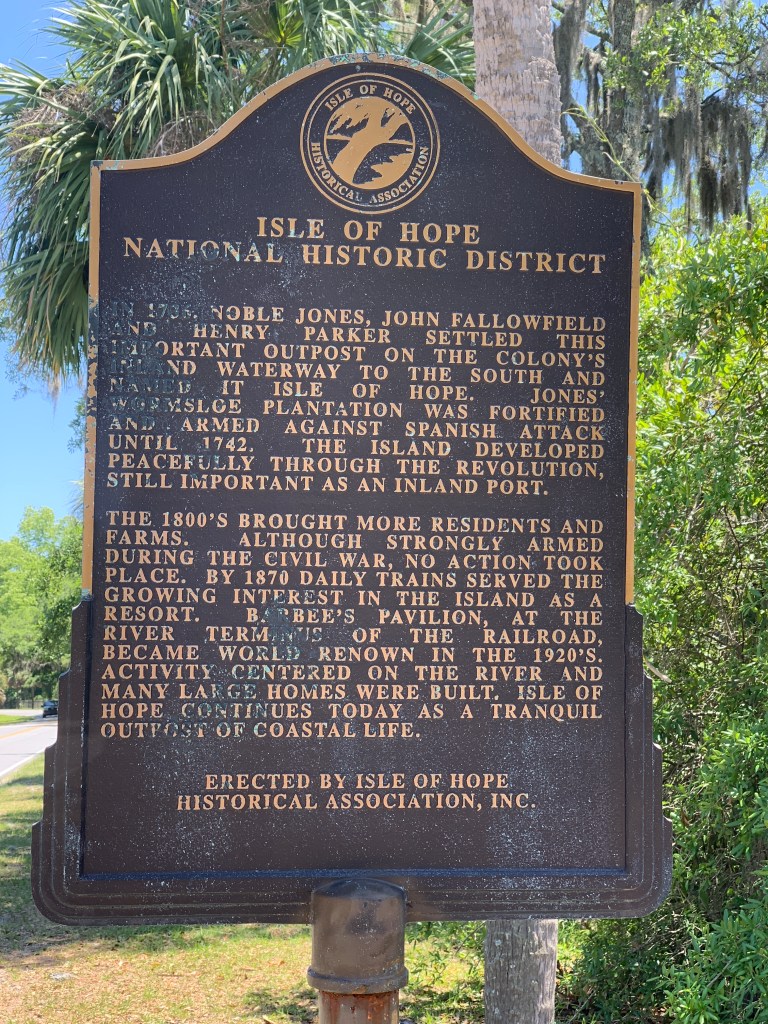 ISLE OF HOPE
HISTORICAL ASSOCIATION
ISLE OF HOPE
NATIONAL HISTORIC DISTRICT
IN NOBLE JONES, JOHN FALLOWFIELD
AND HENRY PARKER SETTLED THIS
IMPORTANT OUTPOST ON THE COLONY'S
INLAND WATERWAY TO THE SOUTH AND
NAMED IT ISLE OF HOPE. JONES'
WORMSLOE PLANTATION WAS FORTIFIED
AND ARMED AGAINST SPANISH ATTACK
UNTIL 1742. THE ISLAND DEVELOPED
PEACEFULLY THROUGH THE REVOLUTION,
STILL IMPORTANT AS AN INLAND PORT.
THE 1800'S BROUGHT MORE RESIDENTS AND
FARMS. ALTHOUGH STRONGLY ARMED
DURING THE CIVIL WAR, NO ACTION TOOK
PLACE. BY 1870 DAILY TRAINS SERVED THE
GROWING INTEREST IN THE ISLAND AS A
RESORT. BARBEE'S PAVILION, AT THE
RIVER TERMINUS OF THE RAILROAD,
BECAME WORLD RENOWN IN THE 1920'S.
ACTIVITY CENTERED ON THE RIVER AND
MANY LARGE HOMES WERE BUILT. ISLE OF
HOPE CONTINUES TODAY AS A TRANQUIL
OUTPOST OF COASTAL LIFE.
ERECTED BY ISLE OF HOPE
HISTORICAL ASSOCIATION, INC.